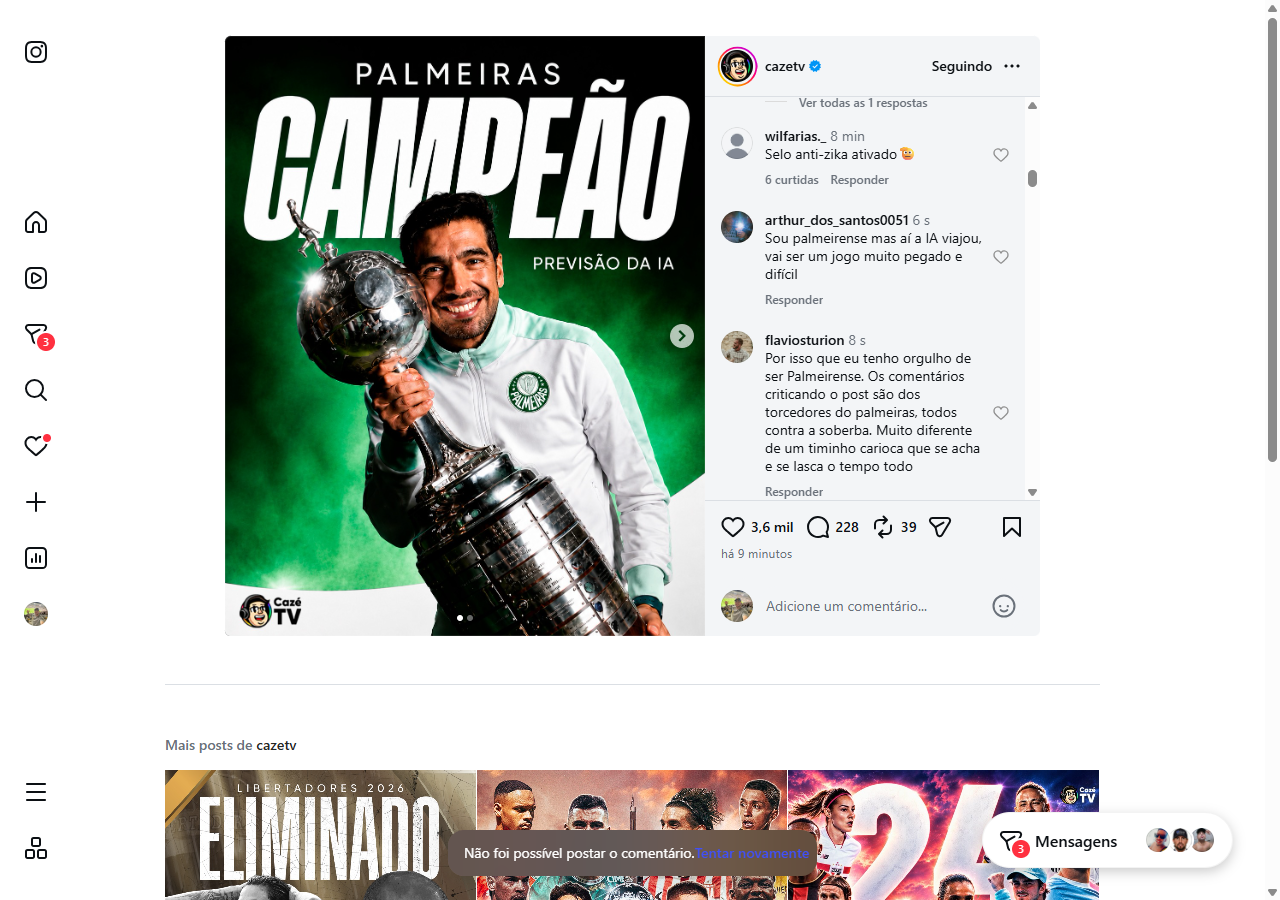 PALMEIRAS
CAMPEÃO
PREVISÃO DA IA
PALMEIRAS
Cazé
TV
cazetv
Seguindo
Ver todas as 1 respostas
wilfarias._ 8 min
Selo anti-zika ativado
6 curtidas Responder
arthur_dos_santos0051 6 s
Sou palmeirense mas aí a IA viajou,
vai ser um jogo muito pegado e
difícil
Responder
flaviosturion 8 s
Por isso que eu tenho orgulho de
ser Palmeirense. Os comentários
criticando o post são dos
torcedores do palmeiras, todos
contra a soberba. Muito diferente
de um timinho carioca que se acha
e se lasca o tempo todo
Responder
3,6 mil 228 39
há 9 minutos
Adicione um comentário...
3
Mais posts de cazetv
LIBERTADORES 2026
ELIMINADO
24
Cazé
TV
Não foi possível postar o comentário.Tentar novamente
3
Mensagens